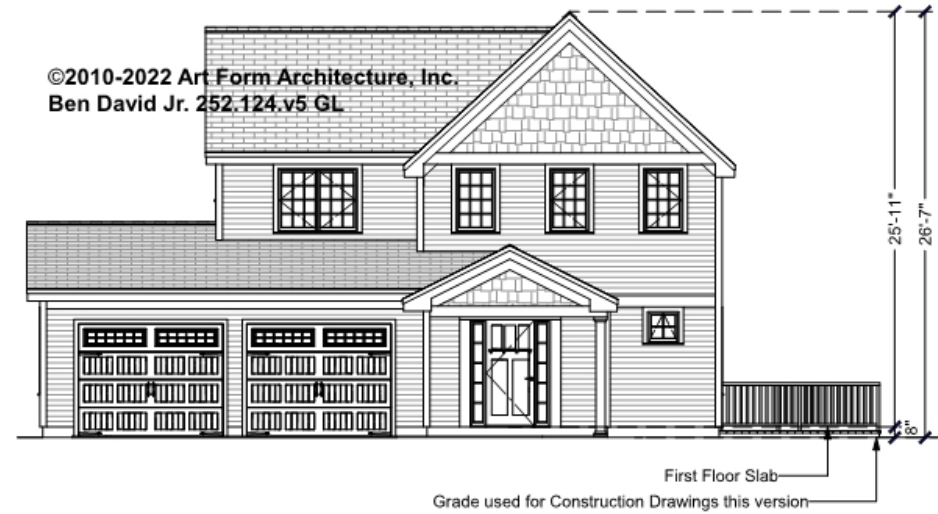 ©2010-2022 Art Form Architecture, Inc.
Ben David Jr. 252.124.v5 GL
25'-11"
26'-7"
8"
First Floor Slab
Grade used for Construction Drawings this version